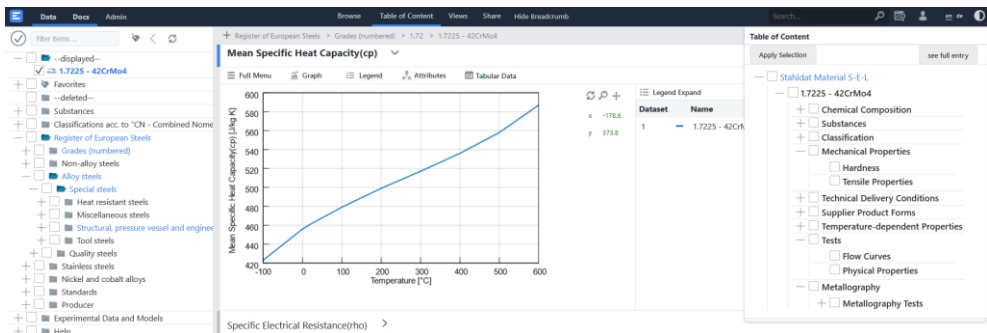 E Data Docs Admin Browse Table of Content Views Share Hide Breadcrumb Search... en de
Filter items ...
--displayed--
1.7225 - 42CrMo4
Favorites
--deleted--
Substances
Classifications acc. to "CN - Combined Nome
Register of European Steels
Grades (numbered)
Non-alloy steels
Alloy steels
Special steels
Heat resistant steels
Miscellaneous steels
Structural, pressure vessel and enginee
Tool steels
Quality steels
Stainless steels
Nickel and cobalt alloys
Standards
Producer
Experimental Data and Models
Help
Register of European Steels > Grades (numbered) > 1.72 > 1.7225 - 42CrMo4
Mean Specific Heat Capacity(cp)
Full Menu Graph Legend Attributes Tabular Data
Mean Specific Heat Capacity(cp) [J/kg K]
600
580
560
540
520
500
480
460
440
420
-100 0 100 200 300 400 500 600
Temperature [°C]
x -178.8
y 373.6
Legend Expand
Dataset Name
1 1.7225 - 42CrM
Specific Electrical Resistance(rho)
Table of Content
Apply Selection see full entry
Stahldat Material S-E-L
1.7225 - 42CrMo4
Chemical Composition
Substances
Classification
Mechanical Properties
Hardness
Tensile Properties
Technical Delivery Conditions
Supplier Product Forms
Temperature-dependent Properties
Tests
Flow Curves
Physical Properties
Metallography
Metallography Tests